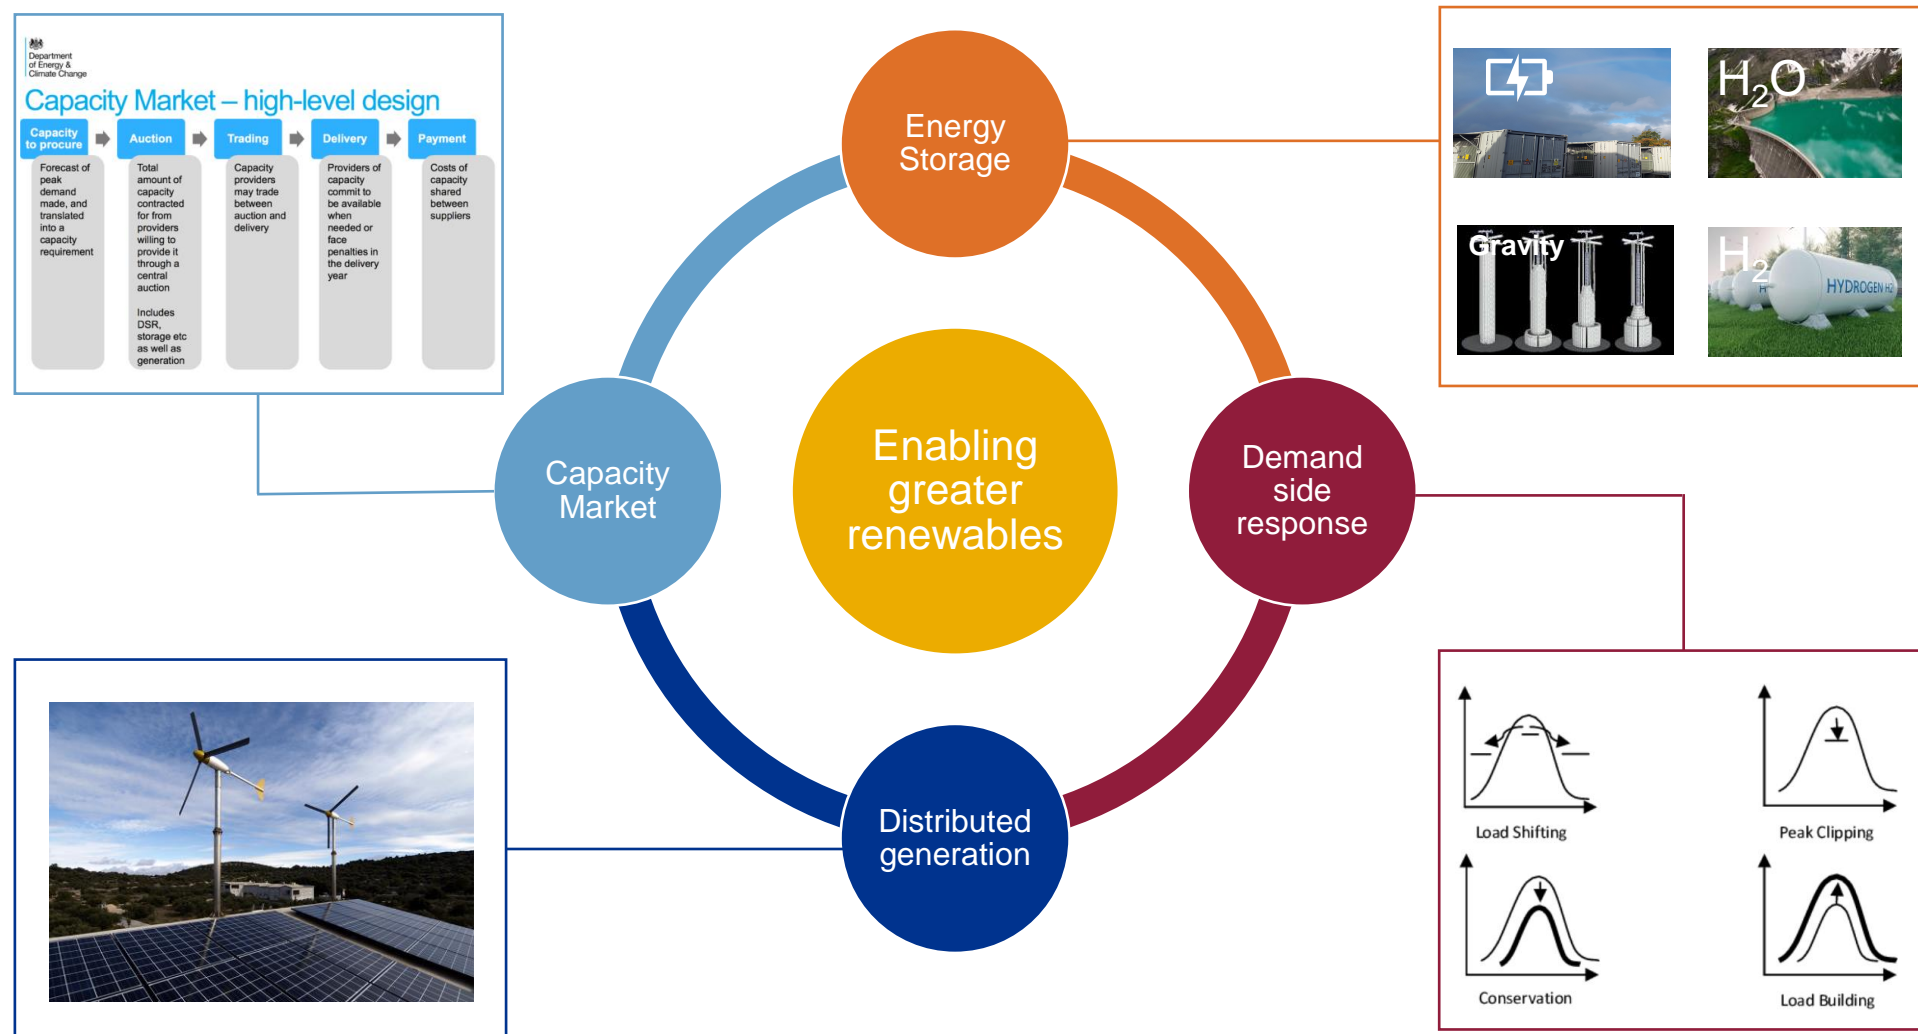 Department
of Energy &
Climate Change
Capacity Market – high-level design
Capacity
to procure
Auction
Trading
Delivery
Payment
Forecast of
peak
demand
made, and
translated
into a
capacity
requirement
Total
amount of
capacity
contracted
for from
providers
willing to
provide it
through a
central
auction
Includes
DSR,
storage etc
as well as
generation
Capacity
providers
may trade
between
auction and
delivery
Providers of
capacity
commit to
be available
when
needed or
face
penalties in
the delivery
year
Costs of
capacity
shared
between
suppliers
Energy
Storage
H₂O
Gravity
H₂
HYDROGEN H2
Capacity
Market
Enabling
greater
renewables
Demand
side
response
Distributed
generation
Load Shifting
Peak Clipping
Conservation
Load Building